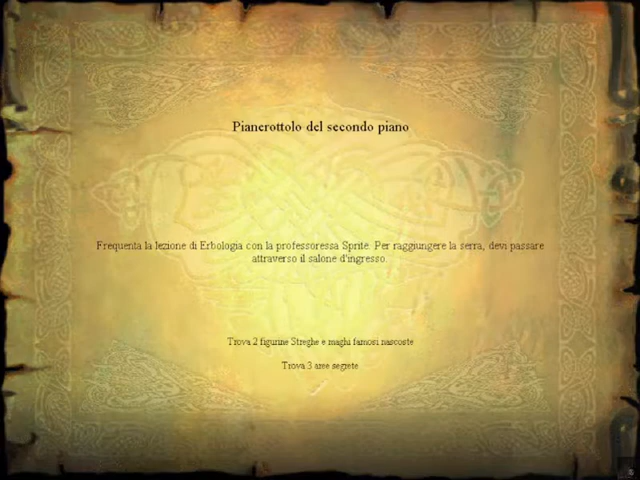 Pianerottolo del secondo piano
Frequenta la lezione di Erbologia con la professoressa Sprite. Per raggiungere la serra, devi passare
attraverso il salone d'ingresso.
Trova 2 figurine Streghe e maghi famosi nascoste
Trova 3 aree segrete